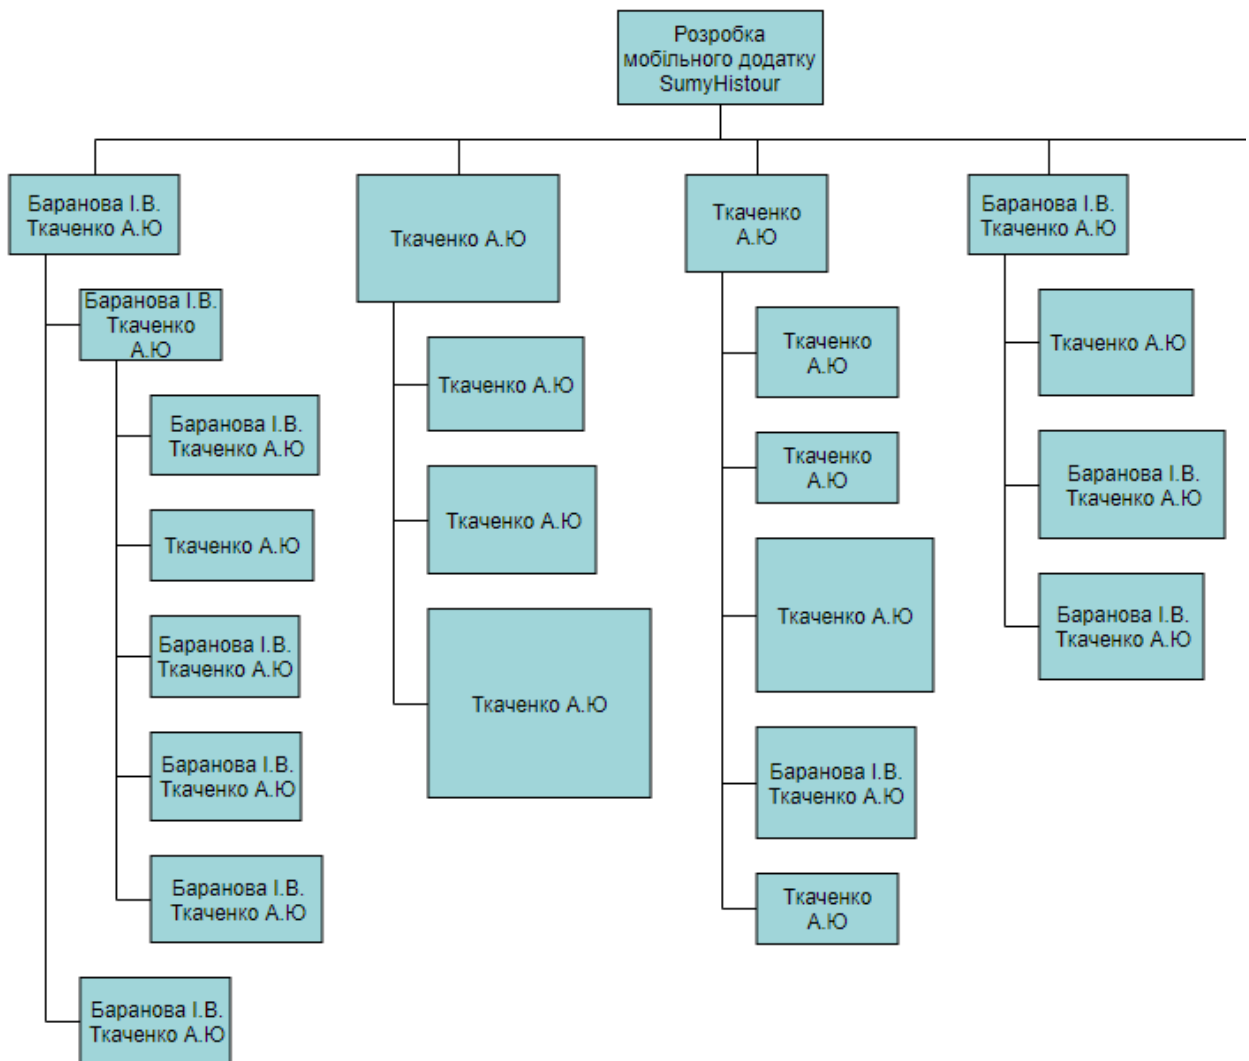 Розробка
мобільного додатку
SumyHistour
Баранова І.В.
Ткаченко А.Ю
Баранова І.В.
Ткаченко
А.Ю
Баранова І.В.
Ткаченко А.Ю
Ткаченко А.Ю
Баранова І.В.
Ткаченко А.Ю
Баранова І.В.
Ткаченко А.Ю
Баранова І.В.
Ткаченко А.Ю
Баранова І.В.
Ткаченко А.Ю
Ткаченко А.Ю
Ткаченко А.Ю
Ткаченко А.Ю
Ткаченко А.Ю
Ткаченко
А.Ю
Ткаченко
А.Ю
Ткаченко
А.Ю
Ткаченко А.Ю
Баранова І.В.
Ткаченко А.Ю
Ткаченко
А.Ю
Баранова І.В.
Ткаченко А.Ю
Ткаченко А.Ю
Баранова І.В.
Ткаченко А.Ю
Баранова І.В.
Ткаченко А.Ю